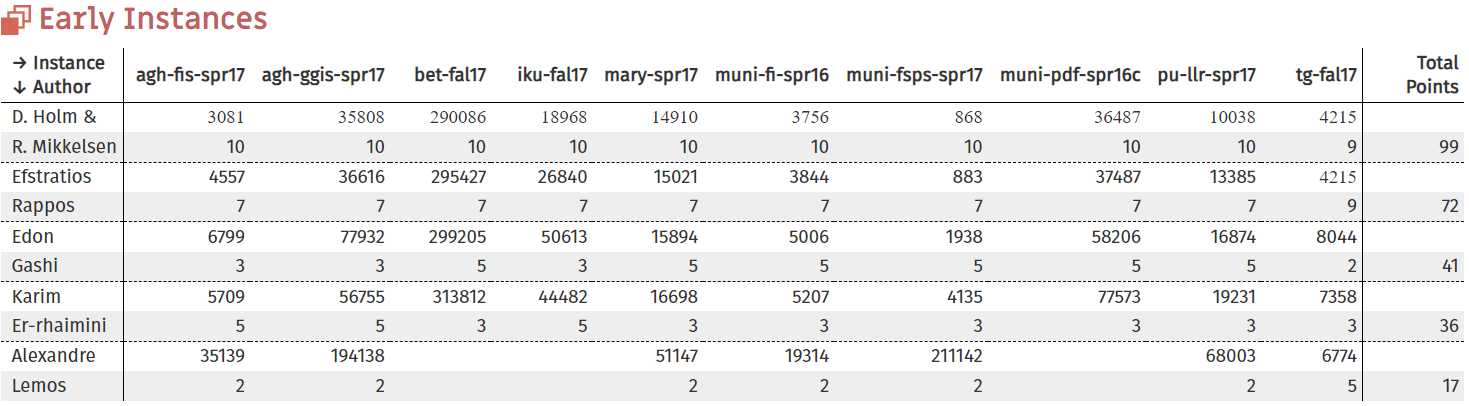 Early Instances
→ Instance
↓ Author agh-fis-spr17 agh-ggis-spr17 bet-fal17 iku-fal17 mary-spr17 muni-fi-spr16 muni-fsps-spr17 muni-pdf-spr16c pu-llr-spr17 tg-fal17 Total
Points
D. Holm & 3081 35808 290086 18968 14910 3756 868 36487 10038 4215
R. Mikkelsen 10 10 10 10 10 10 10 10 10 9 99
Efstratios 4557 36616 295427 26840 15021 3844 883 37487 13385 4215
Rappos 7 7 7 7 7 7 7 7 7 9 72
Edon 6799 77932 299205 50613 15894 5006 1938 58206 16874 8044
Gashi 3 3 5 3 5 5 5 5 5 2 41
Karim 5709 56755 313812 44482 16698 5207 4135 77573 19231 7358
Er-rhaimini 5 5 3 5 3 3 3 3 3 3 36
Alexandre 35139 194138 51147 19314 211142 68003 6774
Lemos 2 2 2 2 2 2 5 17